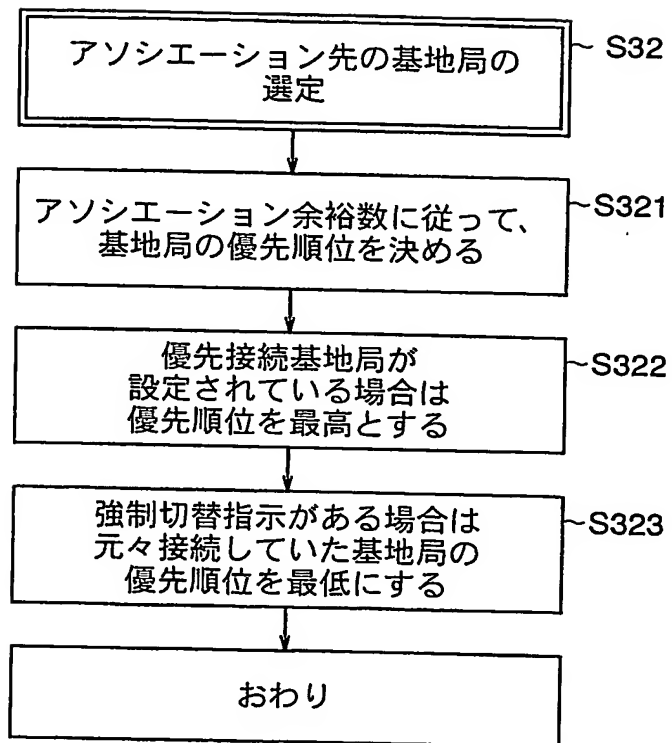 アソシエーション先の基地局の
選定
S32
アソシエーション余裕数に従って、
基地局の優先順位を決める
S321
優先接続基地局が
設定されている場合は
優先順位を最高とする
S322
強制切替指示がある場合は
元々接続していた基地局の
優先順位を最低にする
S323
おわり